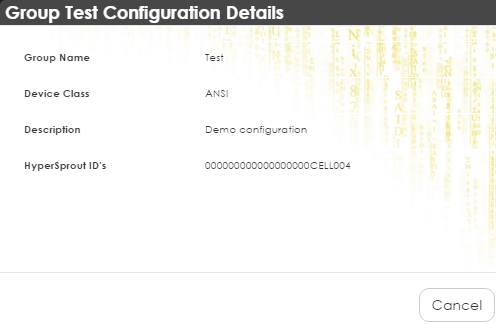 Group Test Configuration Details
Group Name Test
Device Class ANSI
Description Demo configuration
HyperSprout ID's 000000000000000000CELL004
Cancel